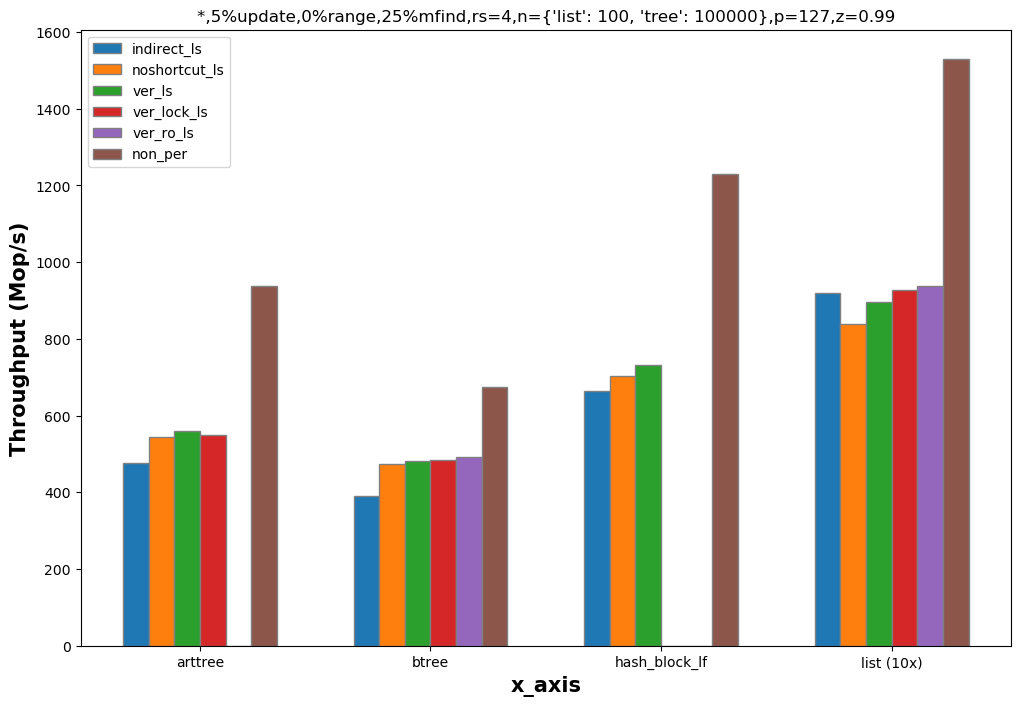 *,5%update,0%range,25%mfind,rs=4,n={'list': 100, 'tree': 100000},p=127,z=0.99
indirect_ls
noshortcut_ls
ver_ls
ver_lock_ls
ver_ro_ls
non_per
Throughput (Mop/s)
1600
1400
1200
1000
800
600
400
200
0
arttree btree hash_block_lf list (10x)
x_axis